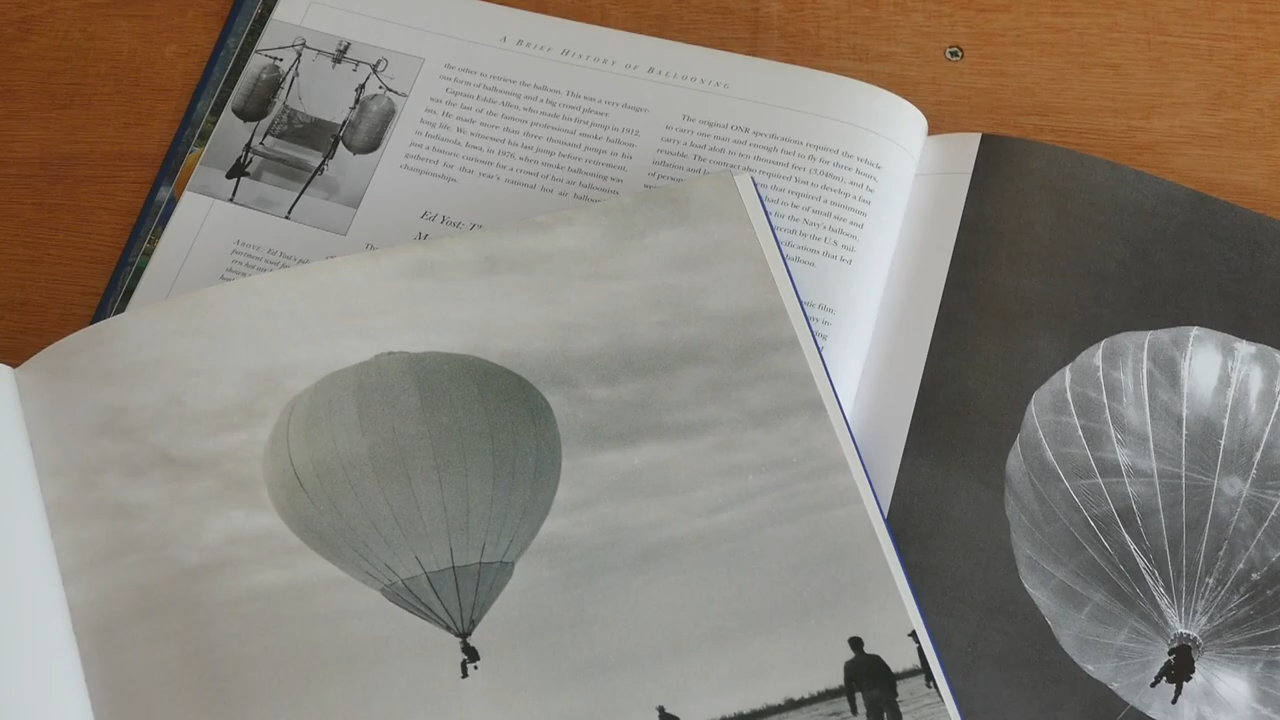 A BRIEF HISTORY OF BALLOONING
the other to retrieve the balloon. This was a very danger-
ous form of ballooning and a big crowd pleaser.
Captain Eddie Allen, who made his first jump in 1912,
was the last of the famous professional smoke balloon-
ists. He made more than three thousand jumps in his
long life. We witnessed his last jump before retirement,
in Indianola, Iowa, in 1976, when smoke ballooning was
just a historic curiosity for a crowd of hot air balloonists
gathered for that year's national hot air balloon
championships.
Ed Yost:
ABOVE: Ed Yost's
The original ONR specifications required the vehicle
to carry one man and enough fuel to fly for three hours,
carry a load aloft to ten thousand feet (3,048m), and be
reusable. The contract also required Yost to develop a fast
inflation and
of person that required a minimum
had to be of small size and
for the Navy's balloon,
aircraft by the U.S. mil-
specifications that led
balloon.
film;